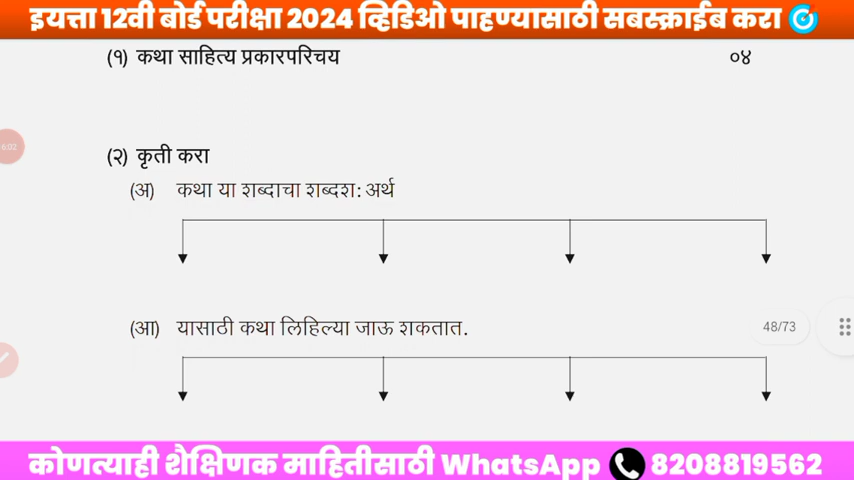 इयत्ता 12वी बोर्ड परीक्षा 2024 व्हिडिओ पाहण्यासाठी सबस्क्राईब करा
(१) कथा साहित्य प्रकारपरिचय ०४
(२) कृती करा
(अ) कथा या शब्दाचा शब्दश: अर्थ
(आ) यासाठी कथा लिहिल्या जाऊ शकतात.
48/73
कोणत्याही शैक्षिणक माहितीसाठी WhatsApp 8208819562